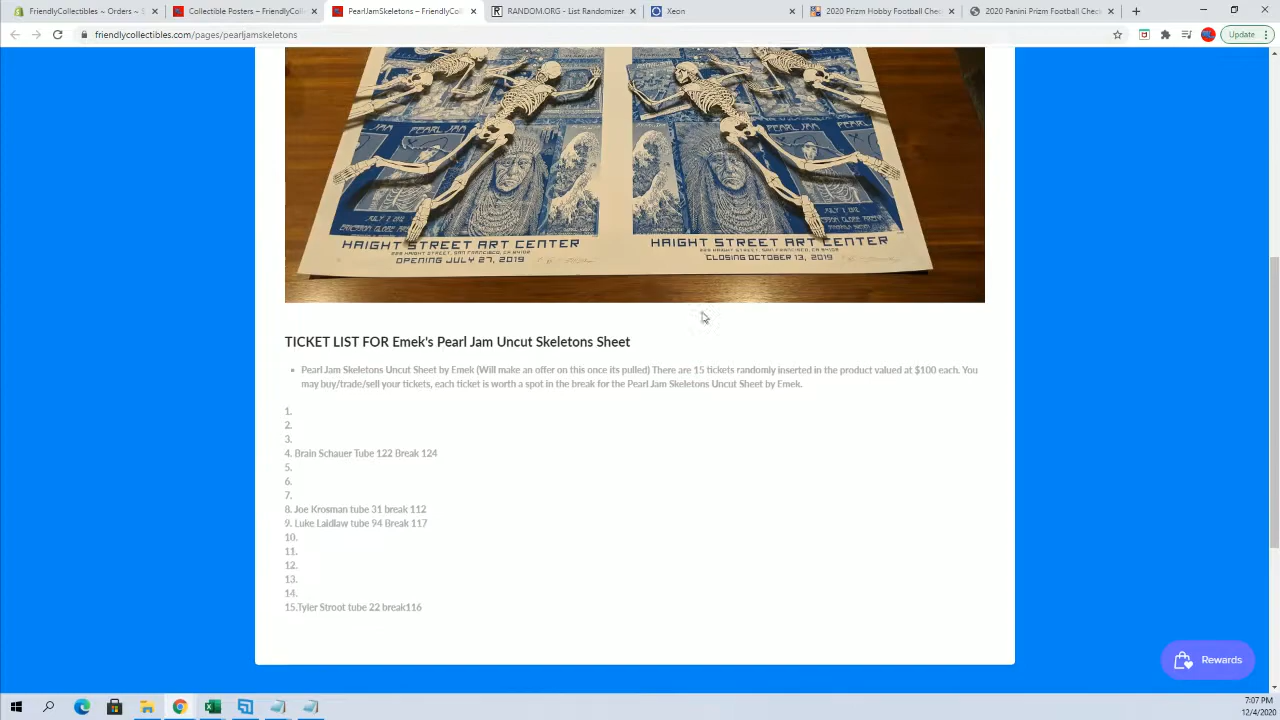 FriendlyCollectibles ~ Orders ~ S
Collectible Posters – FriendlyColl
PearJamSkeletons – FriendlyColl
RANDOM.ORG - List Randomizer
Xeon
2020 Prizm Hobby Football Chec
2020 Panini Prizm Football Check
friendlycollectibles.com/pages/pearljamskeletons
Update
PEARL JAM
PEARL JAM
HAIGHT STREET ART CENTER
OPENING JULY 27, 2019
HAIGHT STREET ART CENTER
CLOSING OCTOBER 13, 2019
TICKET LIST FOR Emek's Pearl Jam Uncut Skeletons Sheet
Pearl Jam Skeletons Uncut Sheet by Emek (Will make an offer on this once its pulled) There are 15 tickets randomly inserted in the product valued at $100 each. You
may buy/trade/sell your tickets, each ticket is worth a spot in the break for the Pearl Jam Skeletons Uncut Sheet by Emek.
1.
2.
3.
4. Brain Schauer Tube 122 Break 124
5.
6.
7.
8. Joe Krosman tube 31 break 112
9. Luke Laidlaw tube 94 Break 117
10.
11.
12.
13.
14.
15.Tyler Stroot tube 22 break116
Rewards
7:07 PM
12/4/2020